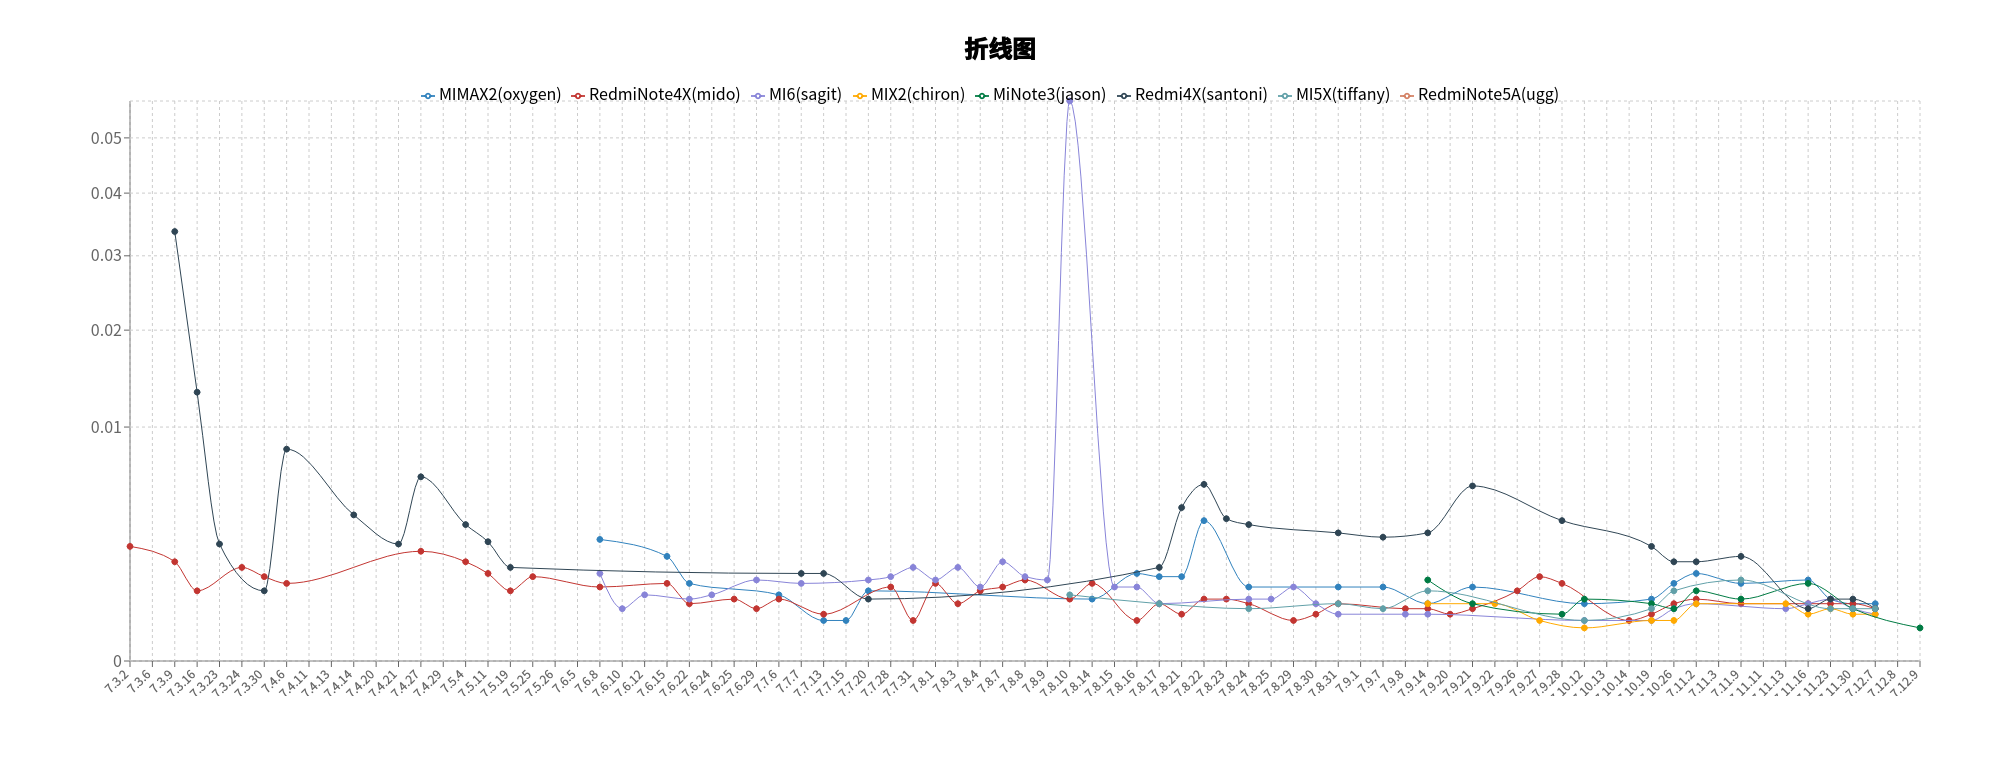 折线图
MIMAX2(oxygen) RedmiNote4X(mido) MI6(sagit) MIX2(chiron) MiNote3(jason) Redmi4X(santoni) MI5X(tiffany) RedmiNote5A(ugg)
0.05
0.04
0.03
0.02
0.01
0
7.3.2 7.3.6 7.3.9 7.3.16 7.3.23 7.3.24 7.3.30 7.4.6 7.4.11 7.4.13 7.4.14 7.4.20 7.4.21 7.4.27 7.4.29 7.5.4 7.5.11 7.5.19 7.5.25 7.5.26 7.6.5 7.6.8 7.6.10 7.6.12 7.6.15 7.6.22 7.6.24 7.6.25 7.6.29 7.7.6 7.7.7 7.7.13 7.7.15 7.7.20 7.7.28 7.7.31 7.8.1 7.8.3 7.8.4 7.8.7 7.8.8 7.8.9 7.8.10 7.8.14 7.8.15 7.8.16 7.8.17 7.8.21 7.8.22 7.8.23 7.8.24 7.8.25 7.8.29 7.8.30 7.8.31 7.9.1 7.9.7 7.9.8 7.9.14 7.9.20 7.9.21 7.9.22 7.9.26 7.9.27 7.9.28 10.12 10.13 10.14 10.19 10.26 7.11.2 7.11.3 7.11.9 11.11 11.13 11.16 11.23 11.30 7.12.7 7.12.8 7.12.9